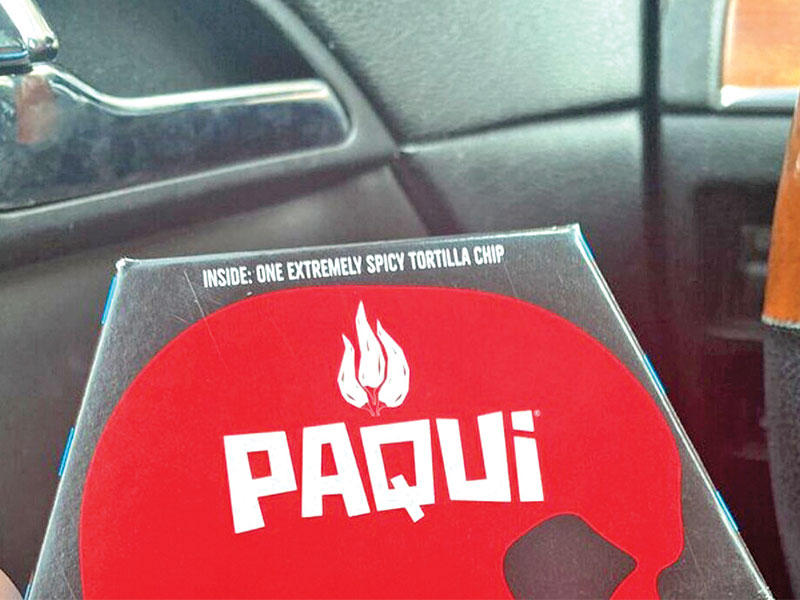 INSIDE: ONE EXTREMELY SPICY TORTILLA CHIP
PAQUI®